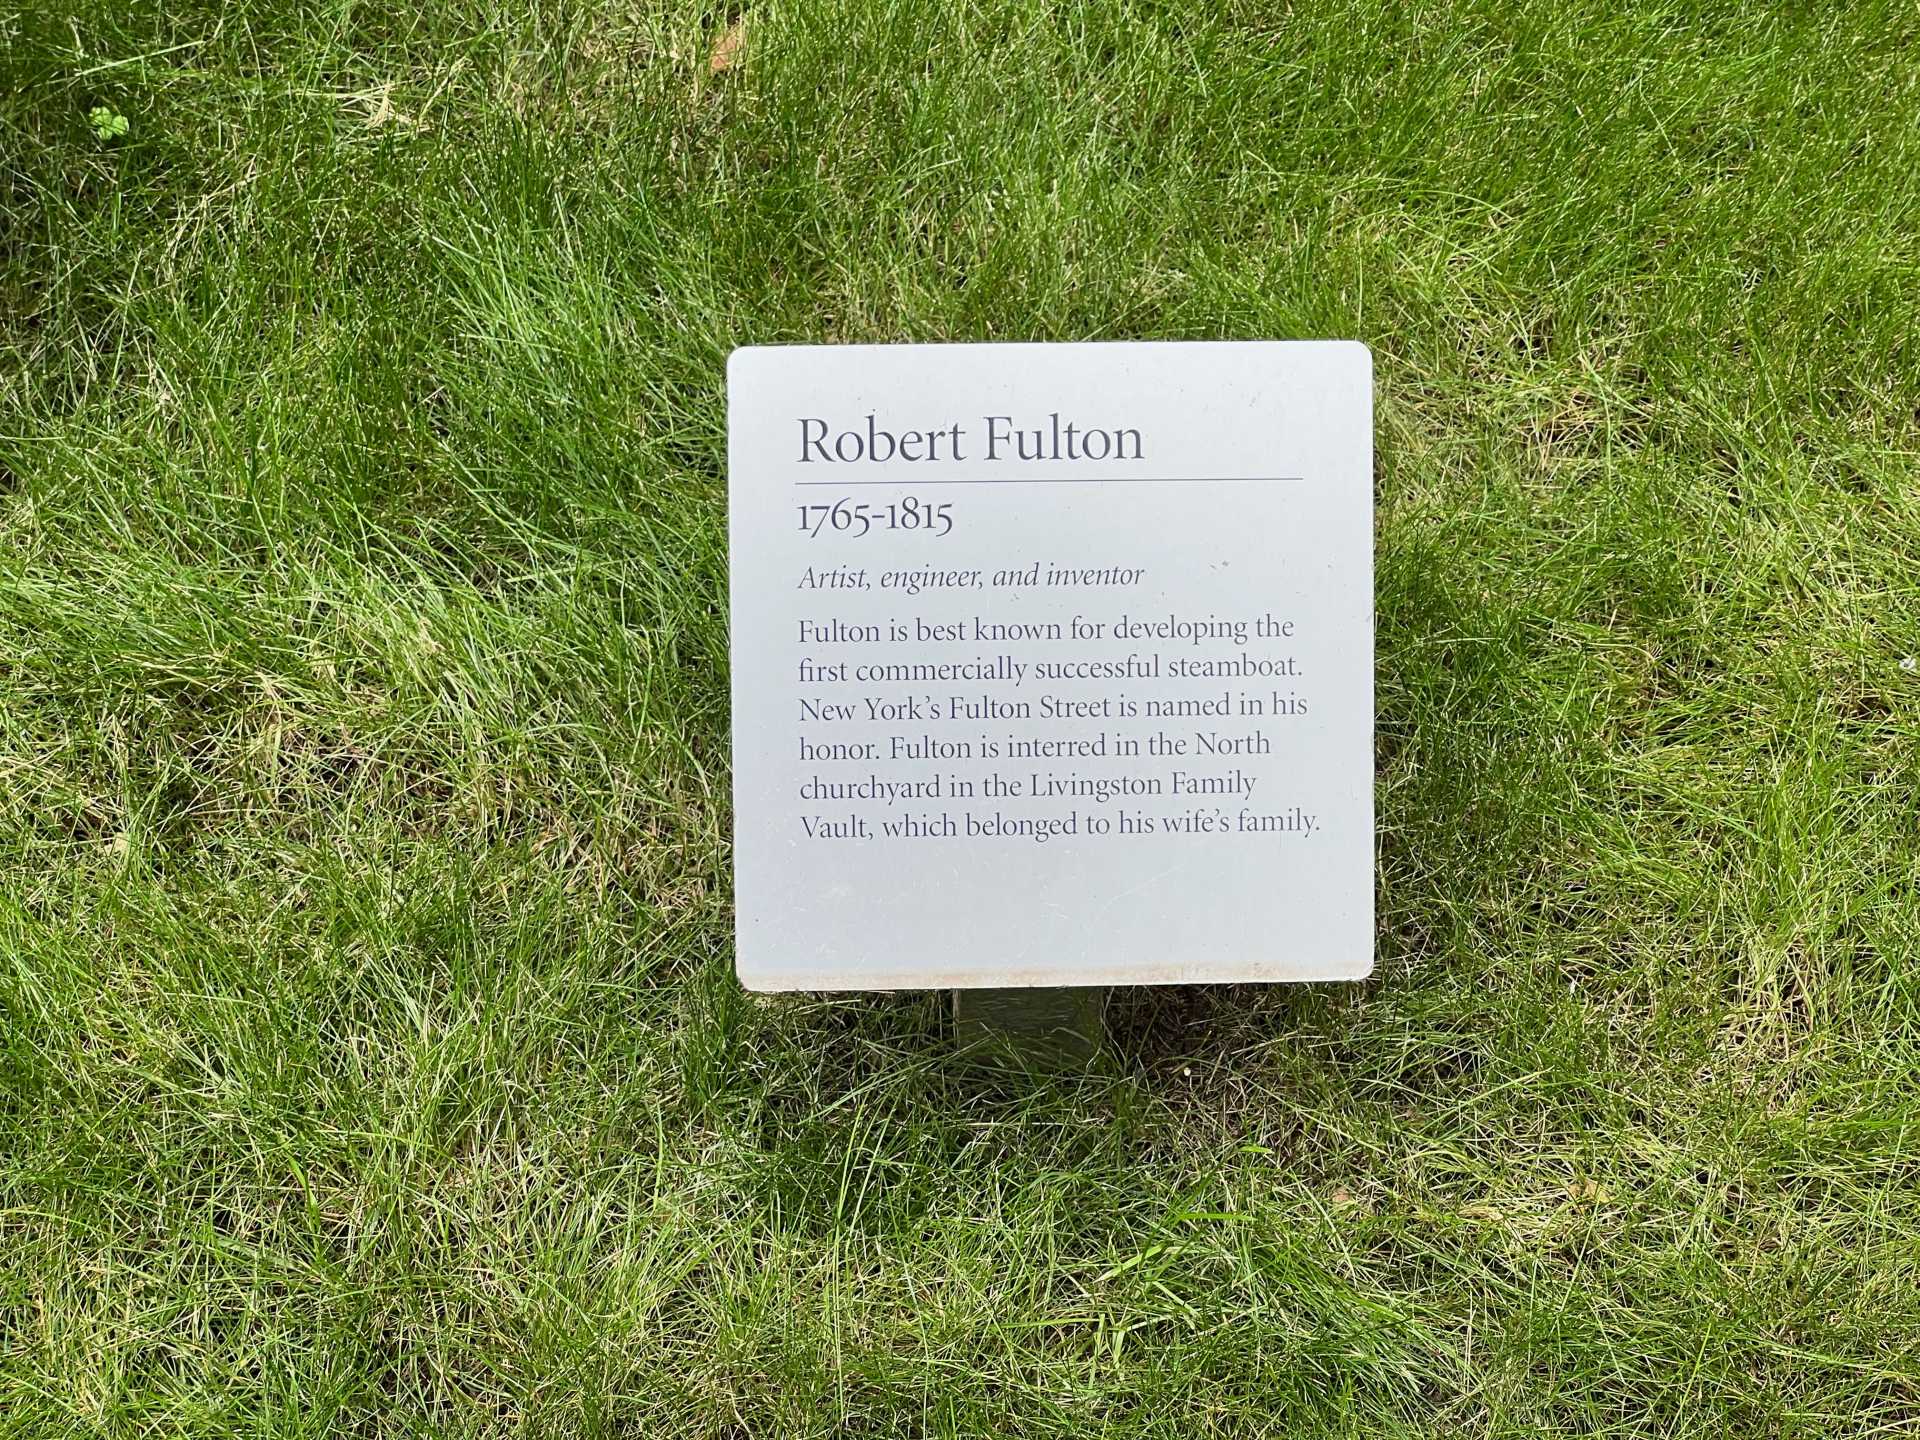 Robert Fulton
1765-1815
Artist, engineer, and inventor
Fulton is best known for developing the
first commercially successful steamboat.
New York’s Fulton Street is named in his
honor. Fulton is interred in the North
churchyard in the Livingston Family
Vault, which belonged to his wife’s family.